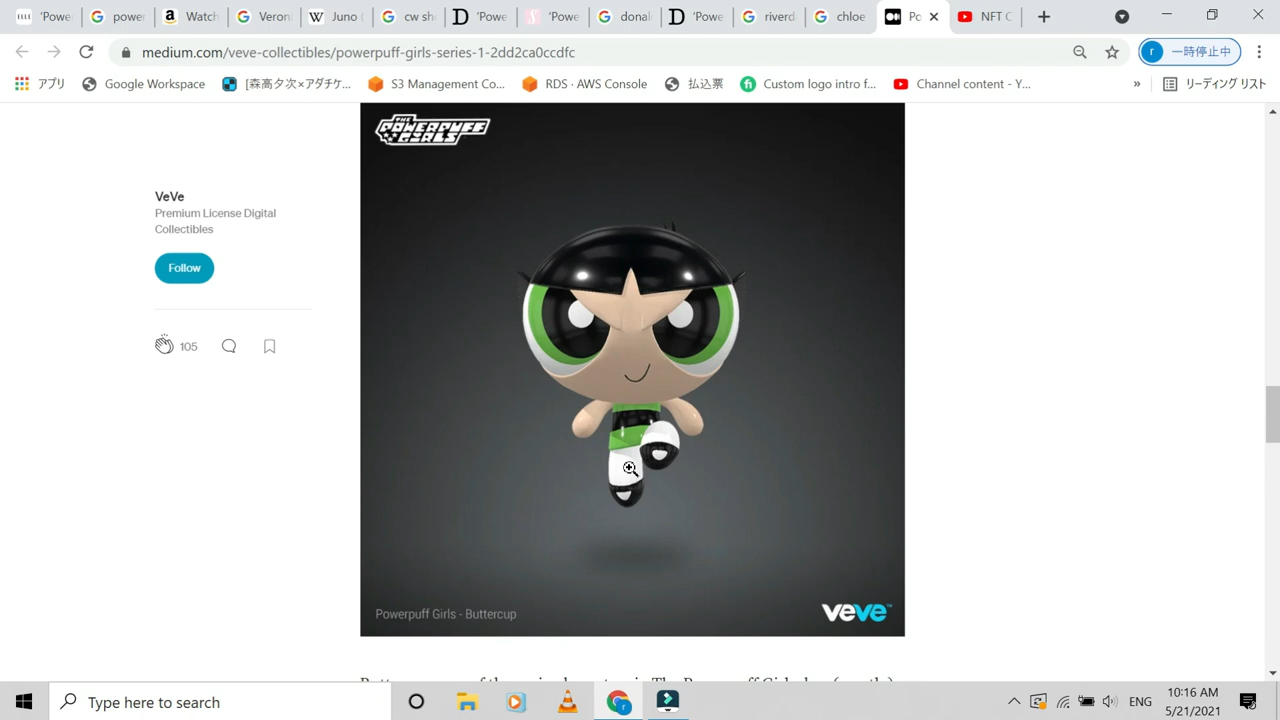 'Powe
power
Watch
Veroni
Juno t
cw sh
'Powe
'Powe
donal
'Powe
riverd
chloe
Po
NFT C
medium.com/veve-collectibles/powerpuff-girls-series-1-2dd2ca0ccdfc
r 一時停止中
アプリ
Google Workspace
[森高夕次×アダチケ...
S3 Management Co...
RDS · AWS Console
払込票
Custom logo intro f...
Channel content - Y...
»
リーディング リスト
THE
POWERPUFF
GIRLS
VeVe
Premium License Digital
Collectibles
Follow
105
Powerpuff Girls - Buttercup
veve™
Type here to search
ENG
10:16 AM
5/21/2021